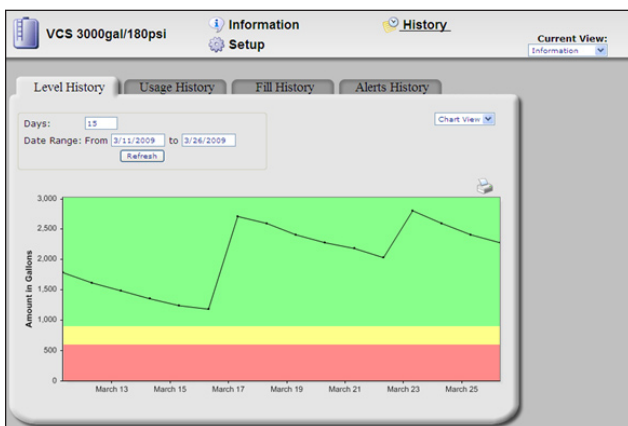 VCS 3000gal/180psi
Information
Setup
History
Current View:
Information
Level History
Usage History
Fill History
Alerts History
Days: 15
Date Range: From 3/11/2009 to 3/26/2009
Refresh
Chart View
Amount in Gallons
3,000
2,500
2,000
1,500
1,000
500
0
March 13 March 15 March 17 March 19 March 21 March 23 March 25